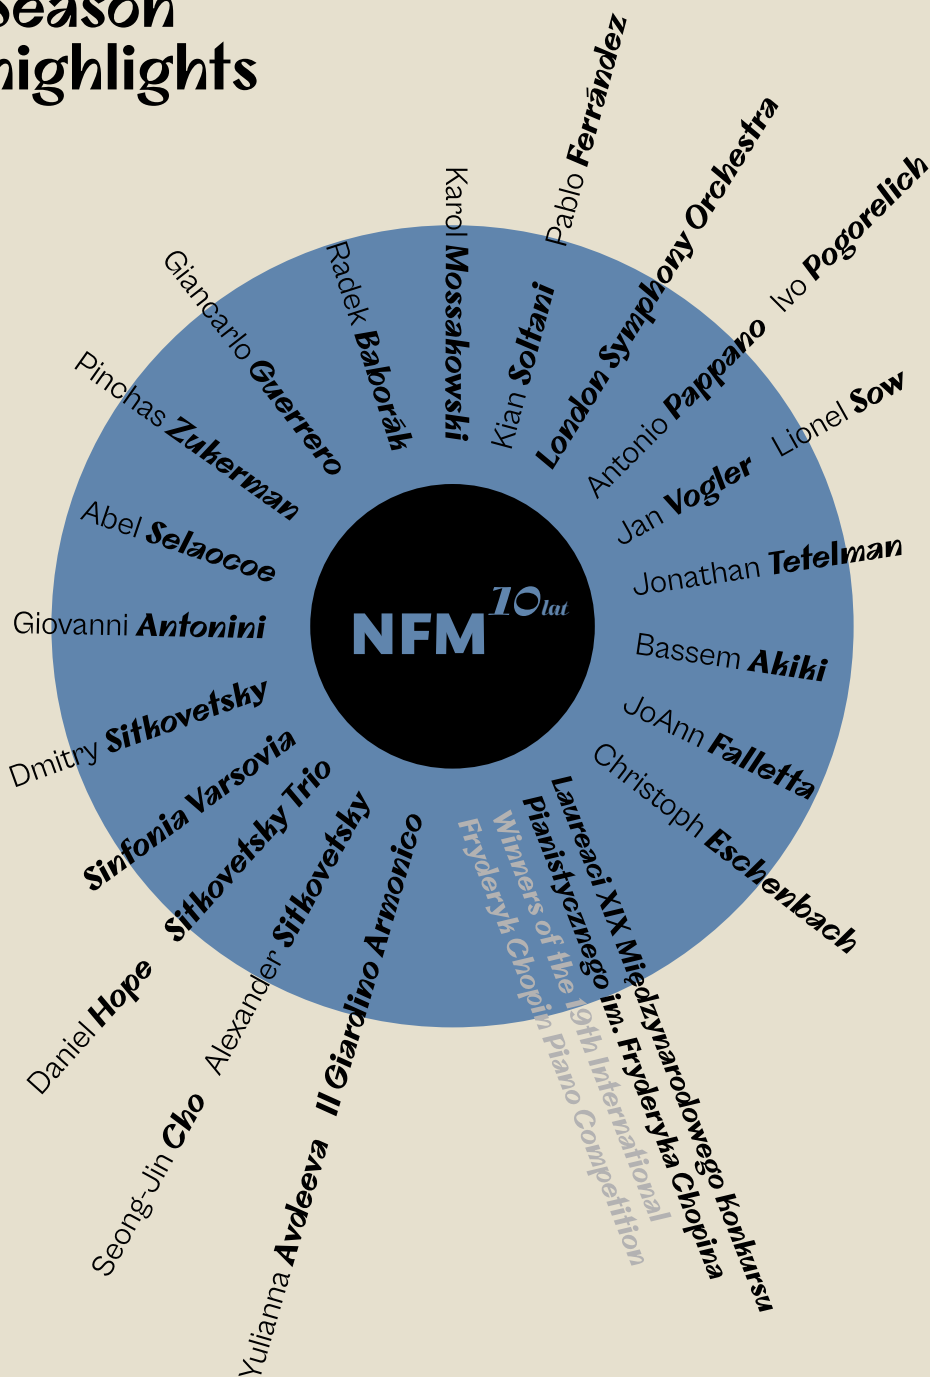 Season
highlights
Karol Mossakowski
Pablo Ferrández
Kian Soltani
London Symphony Orchestra
Ivo Pogorelich
Antonio Pappano
Lionel Sow
Jan Vogler
Jonathan Tetelman
Bassem Akiki
JoAnn Falletta
Christoph Eschenbach
Laureaci XIX Międzynarodowego Konkursu
Pianistycznego im. Fryderyka Chopina
Winners of the 19th International
Fryderyk Chopin Piano Competition
Il Giardino Armonico
Yulianna Avdeeva
Alexander Sitkovetsky
Seong-Jin Cho
Sitkovetsky Trio
Daniel Hope
Sinfonia Varsovia
Dmitry Sitkovetsky
Giovanni Antonini
Abel Selaocoe
Pinchas Zukerman
Giancarlo Guerrero
Radek Baborák
NFM 10 lat